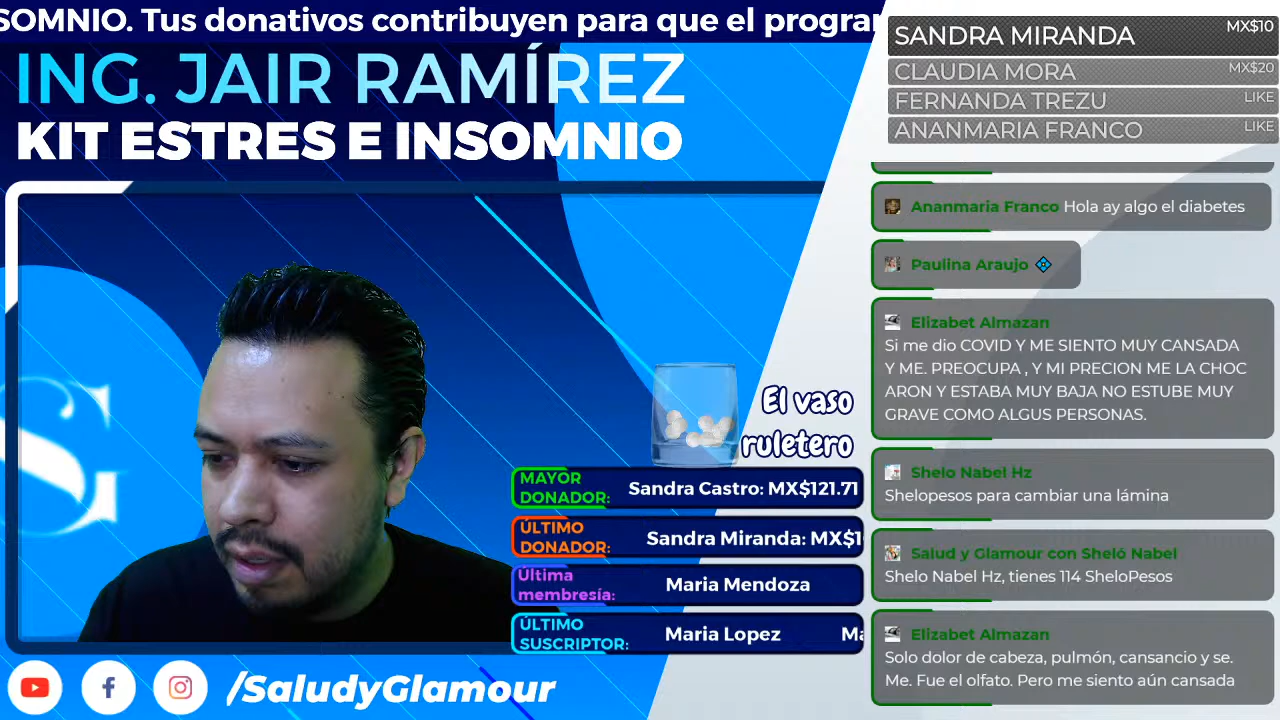 SOMNIO. Tus donativos contribuyen para que el progra
ING. JAIR RAMÍREZ
KIT ESTRES E INSOMNIO
S
El vaso
ruletero
MAYOR
DONADOR:
Sandra Castro: MX$121.71
ÚLTIMO
DONADOR:
Sandra Miranda: MX$1
Última
membresía:
Maria Mendoza
ÚLTIMO
SUSCRIPTOR:
Maria Lopez
Ma
/SaludyGlamour
SANDRA MIRANDA MX$10
CLAUDIA MORA MX$20
FERNANDA TREZU LIKE
ANANMARIA FRANCO LIKE
Ananmaria Franco Hola ay algo el diabetes
Paulina Araujo
Elizabet Almazan
Si me dio COVID Y ME SIENTO MUY CANSADA
Y ME. PREOCUPA , Y MI PRECION ME LA CHOC
ARON Y ESTABA MUY BAJA NO ESTUBE MUY
GRAVE COMO ALGUS PERSONAS.
Shelo Nabel Hz
Shelopesos para cambiar una lámina
Salud y Glamour con Sheló Nabel
Shelo Nabel Hz, tienes 114 SheloPesos
Elizabet Almazan
Solo dolor de cabeza, pulmón, cansancio y se.
Me. Fue el olfato. Pero me siento aún cansada